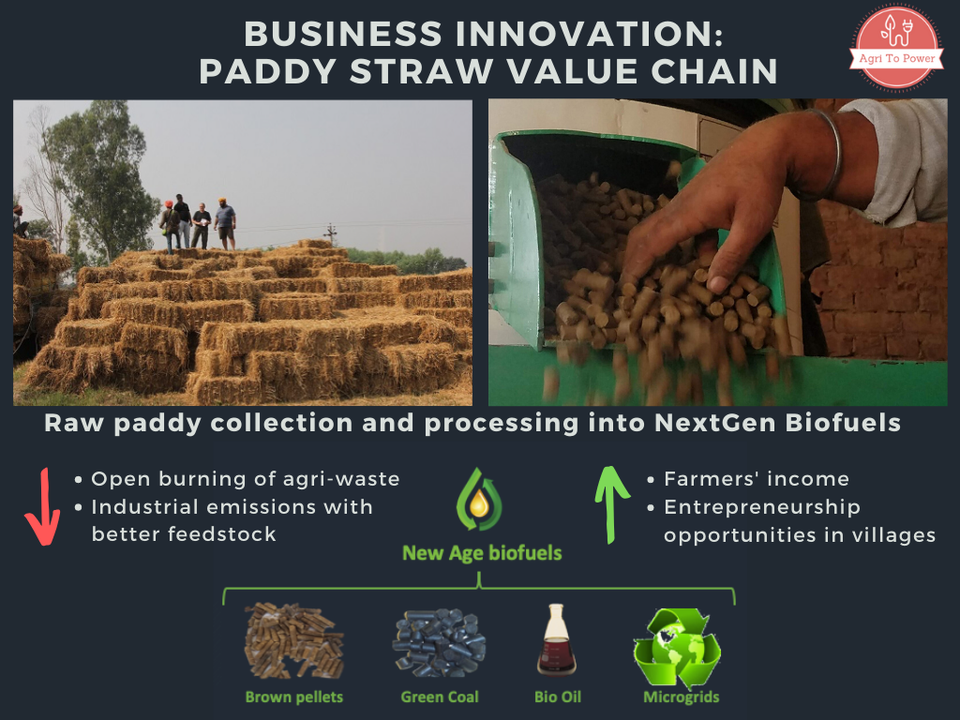 BUSINESS INNOVATION:
PADDY STRAW VALUE CHAIN
Agri To Power
Raw paddy collection and processing into NextGen Biofuels
• Open burning of agri-waste
• Industrial emissions with
better feedstock
• Farmers' income
• Entrepreneurship
opportunities in villages
New Age biofuels
Brown pellets
Green Coal
Bio Oil
Microgrids